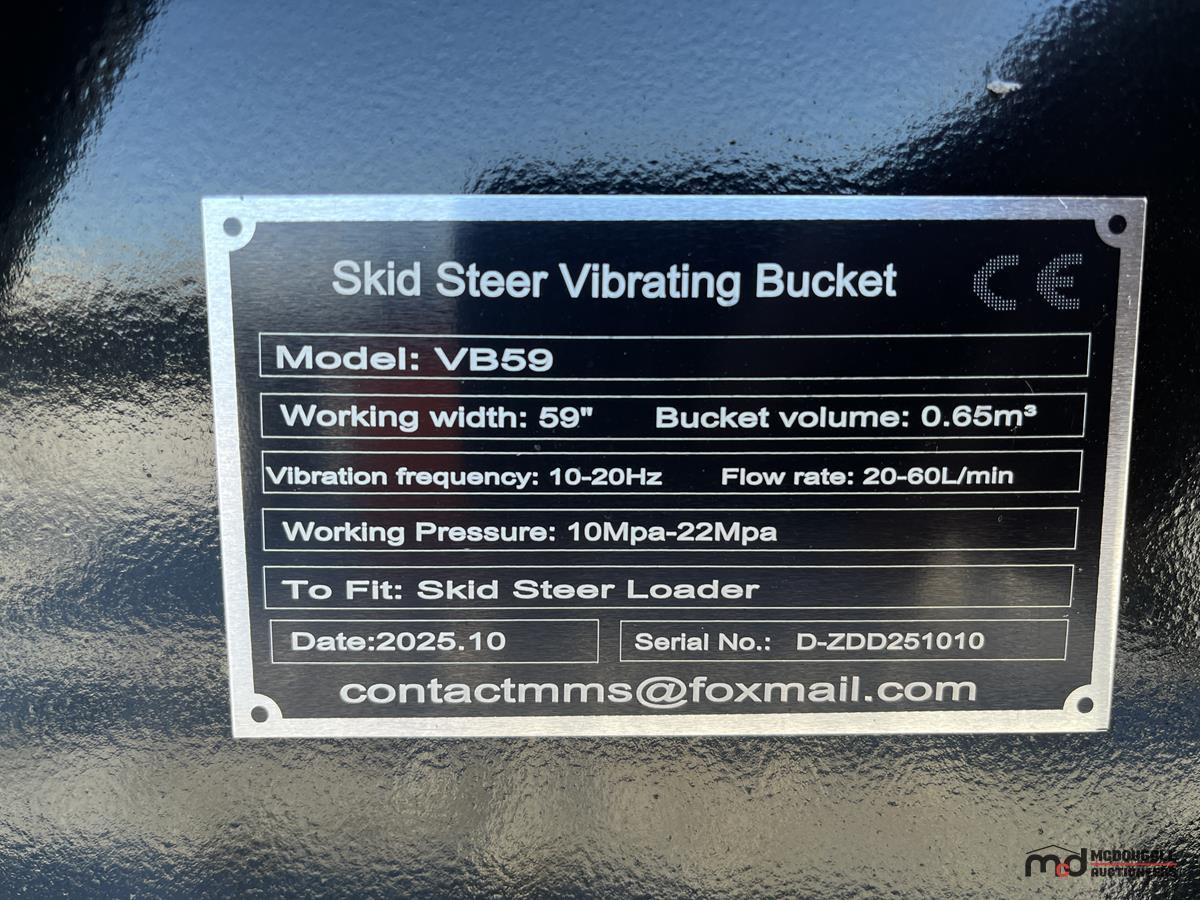 Skid Steer Vibrating Bucket CE
Model: VB59
Working width: 59" Bucket volume: 0.65m³
Vibration frequency: 10-20Hz Flow rate: 20-60L/min
Working Pressure: 10Mpa-22Mpa
To Fit: Skid Steer Loader
Date:2025.10 Serial No.: D-ZDD251010
contactmms@foxmail.com
mcd MCDOUGALL
AUCTIONEERS